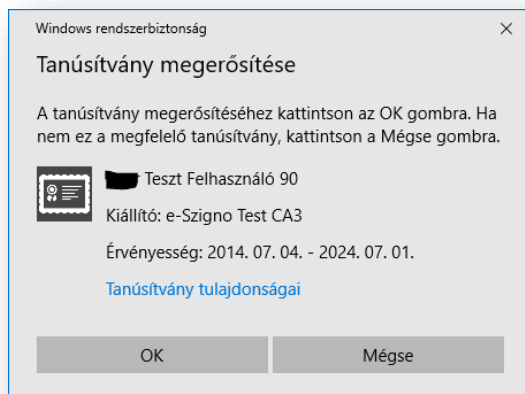 Windows rendszerbiztonság
Tanúsítvány megerősítése
A tanúsítvány megerősítéséhez kattintson az OK gombra. Ha
nem ez a megfelelő tanúsítvány, kattintson a Mégse gombra.
Teszt Felhasználó 90
Kiállító: e-Szigno Test CA3
Érvényesség: 2014. 07. 04. - 2024. 07. 01.
Tanúsítvány tulajdonságai
OK
Mégse